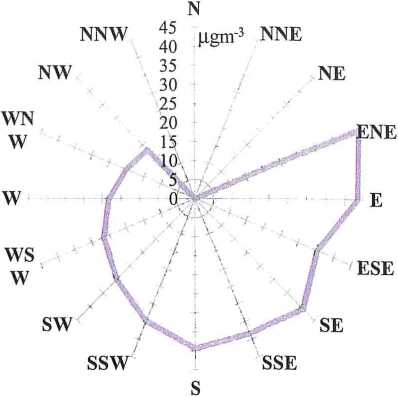 N
NNW 45 μgm-3 NNE
40
35
NW 30 NE
25
WN 20 ENE
W 15
10
5
W 0 E
WS ESE
W
SW SE
SSW SSE
S